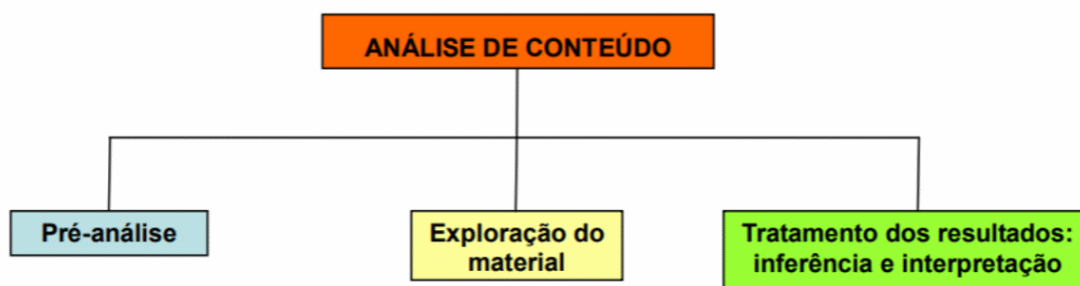 ANÁLISE DE CONTEÚDO
Pré-análise
Exploração do
material
Tratamento dos resultados:
inferência e interpretação